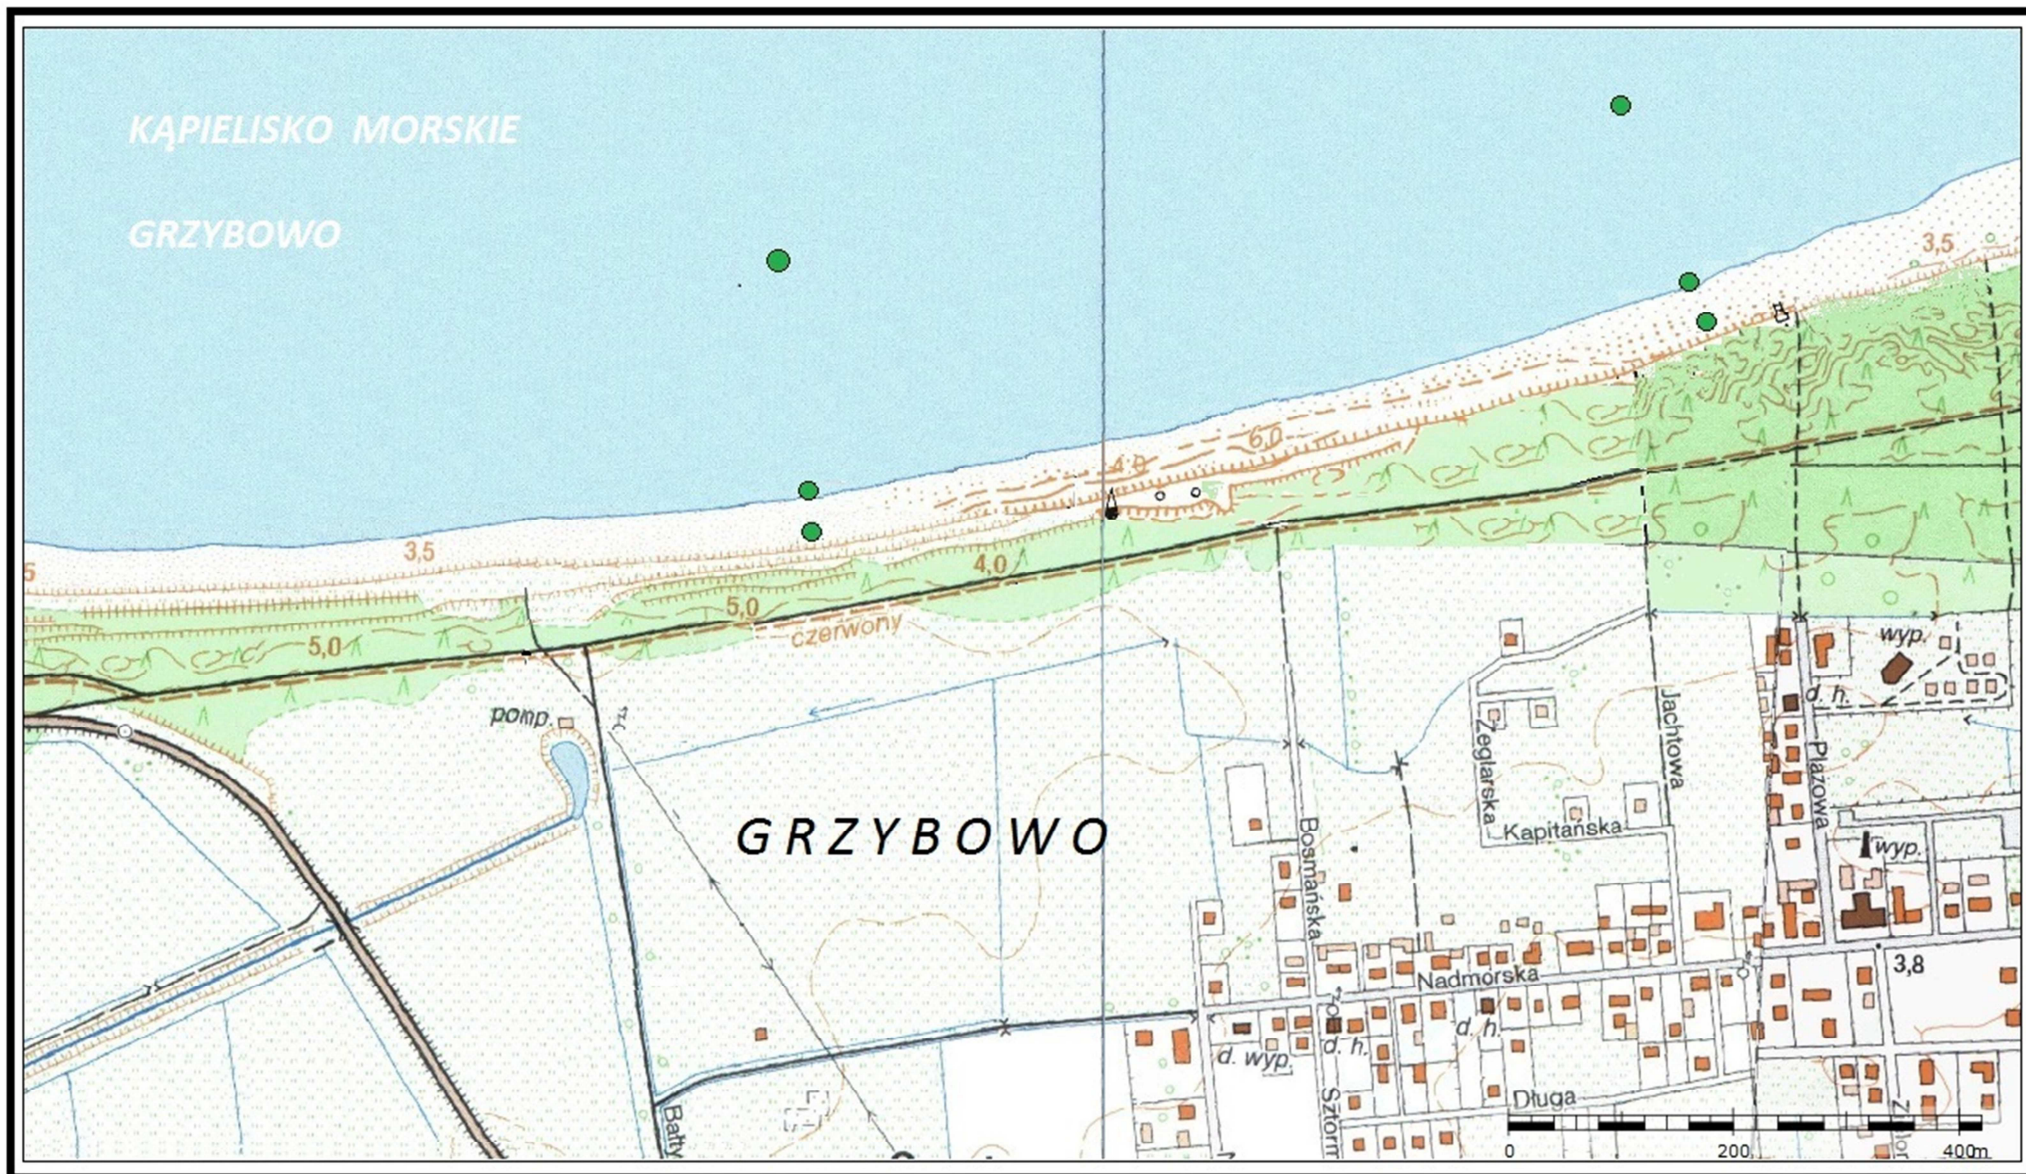 KĄPIELISKO MORSKIE
GRZYBOWO
3,5
6,0
4,0
3,5
5
4,0
5,0
czerwony
5,0
wyp.
d. h.
pomp.
Żeglarska
Jachtowa
Plażowa
GRZYBOWO
Kapitańska
Bosmańska
wyp.
3,8
Nadmorska
d. h.
d. h.
d. wyp.
Długa
Sztorm
Bałty
0 200 400m